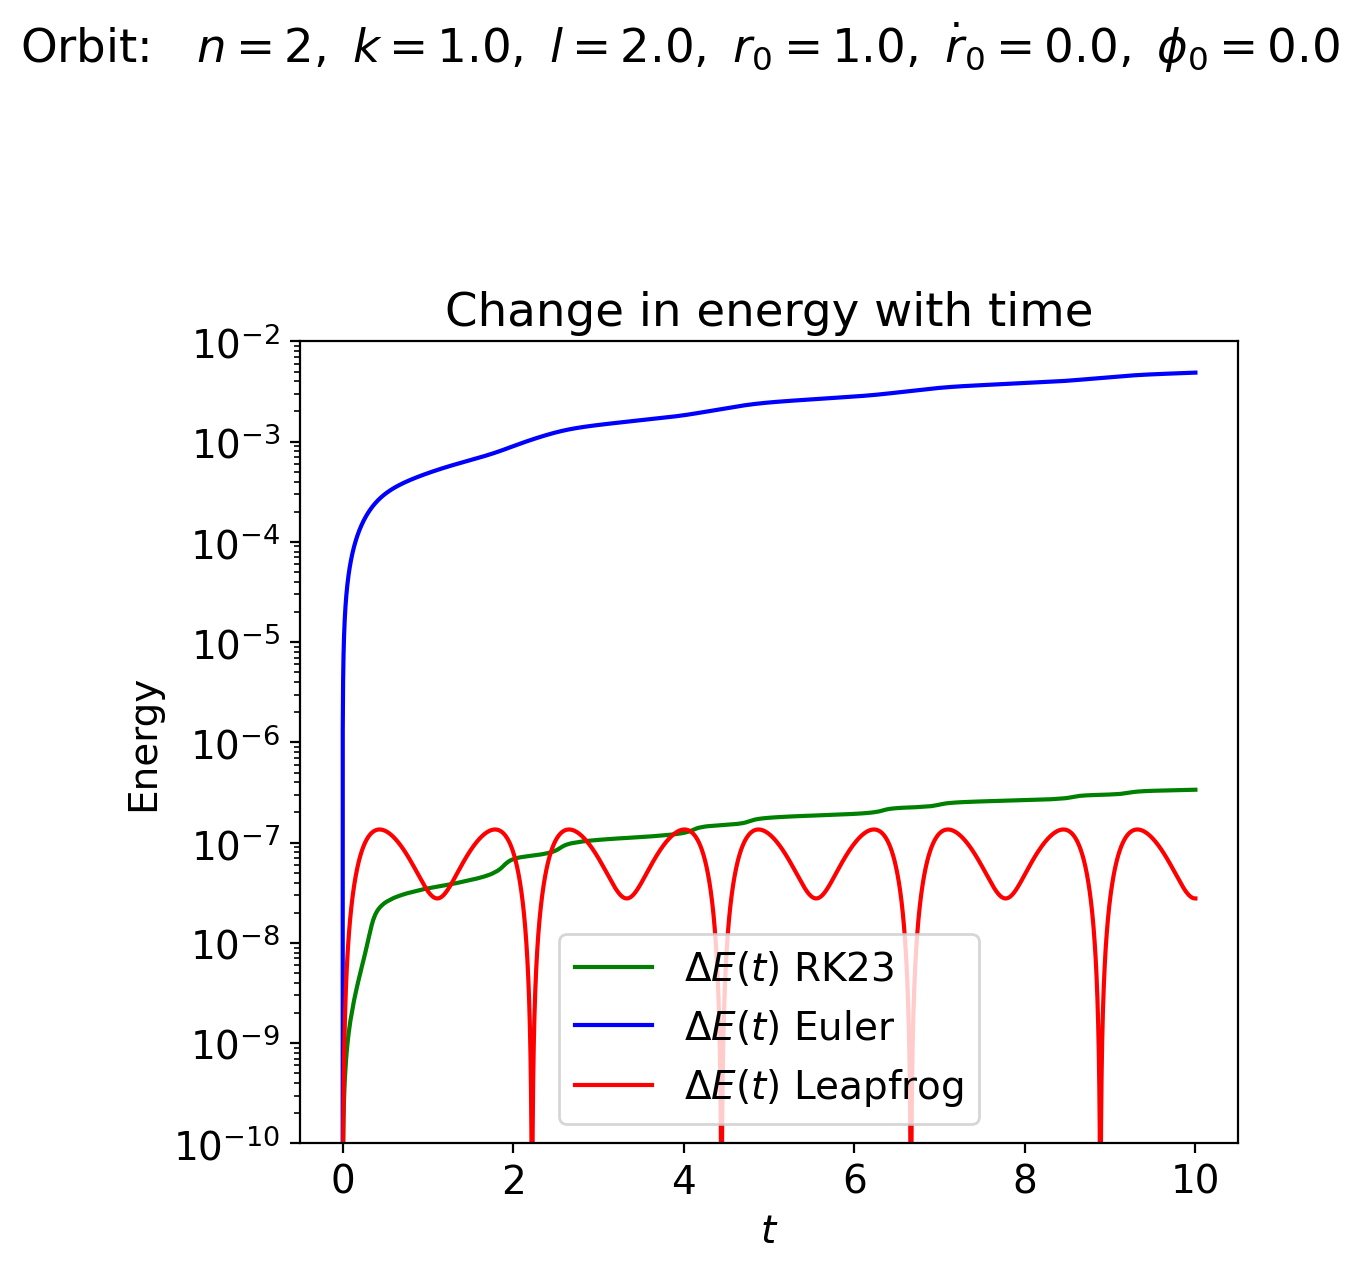 Orbit:   n = 2, k = 1.0, l = 2.0, r₀ = 1.0, ṙ₀ = 0.0, ϕ₀ = 0.0
Change in energy with time
10⁻²
10⁻³
10⁻⁴
10⁻⁵
10⁻⁶
10⁻⁷
10⁻⁸
10⁻⁹
10⁻¹⁰
Energy
ΔE(t) RK23
ΔE(t) Euler
ΔE(t) Leapfrog
0 2 4 6 8 10
t